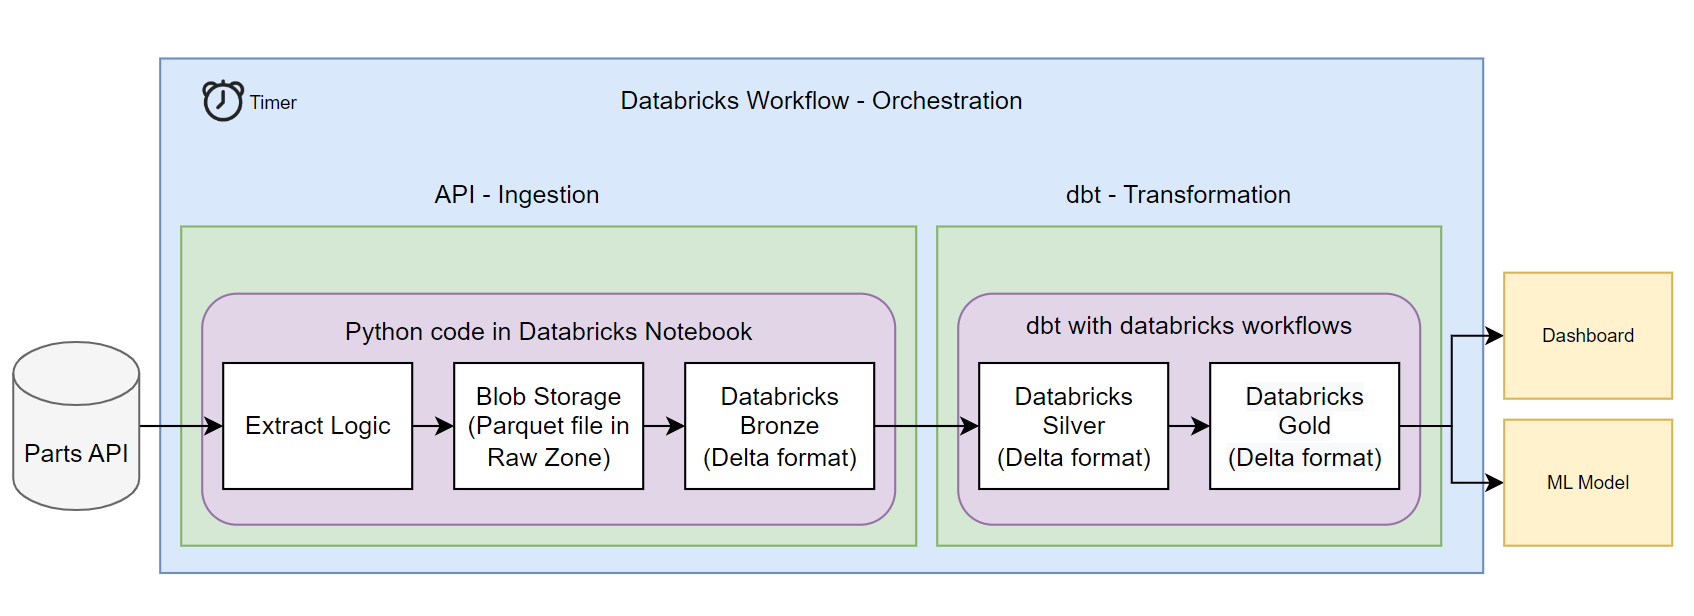 Timer
Databricks Workflow - Orchestration
API - Ingestion
dbt - Transformation
Python code in Databricks Notebook
dbt with databricks workflows
Parts API
Extract Logic
Blob Storage
(Parquet file in
Raw Zone)
Databricks
Bronze
(Delta format)
Databricks
Silver
(Delta format)
Databricks
Gold
(Delta format)
Dashboard
ML Model